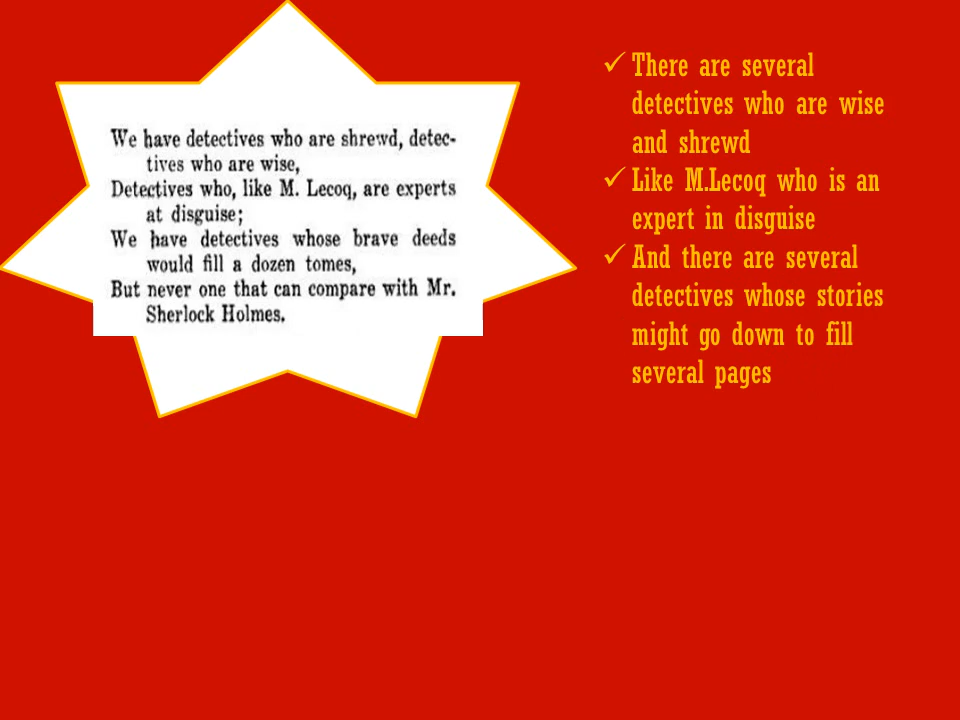 We have detectives who are shrewd, detec-
tives who are wise,
Detectives who, like M. Lecoq, are experts
at disguise;
We have detectives whose brave deeds
would fill a dozen tomes,
But never one that can compare with Mr.
Sherlock Holmes.
✓ There are several
detectives who are wise
and shrewd
✓ Like M.Lecoq who is an
expert in disguise
✓ And there are several
detectives whose stories
might go down to fill
several pages